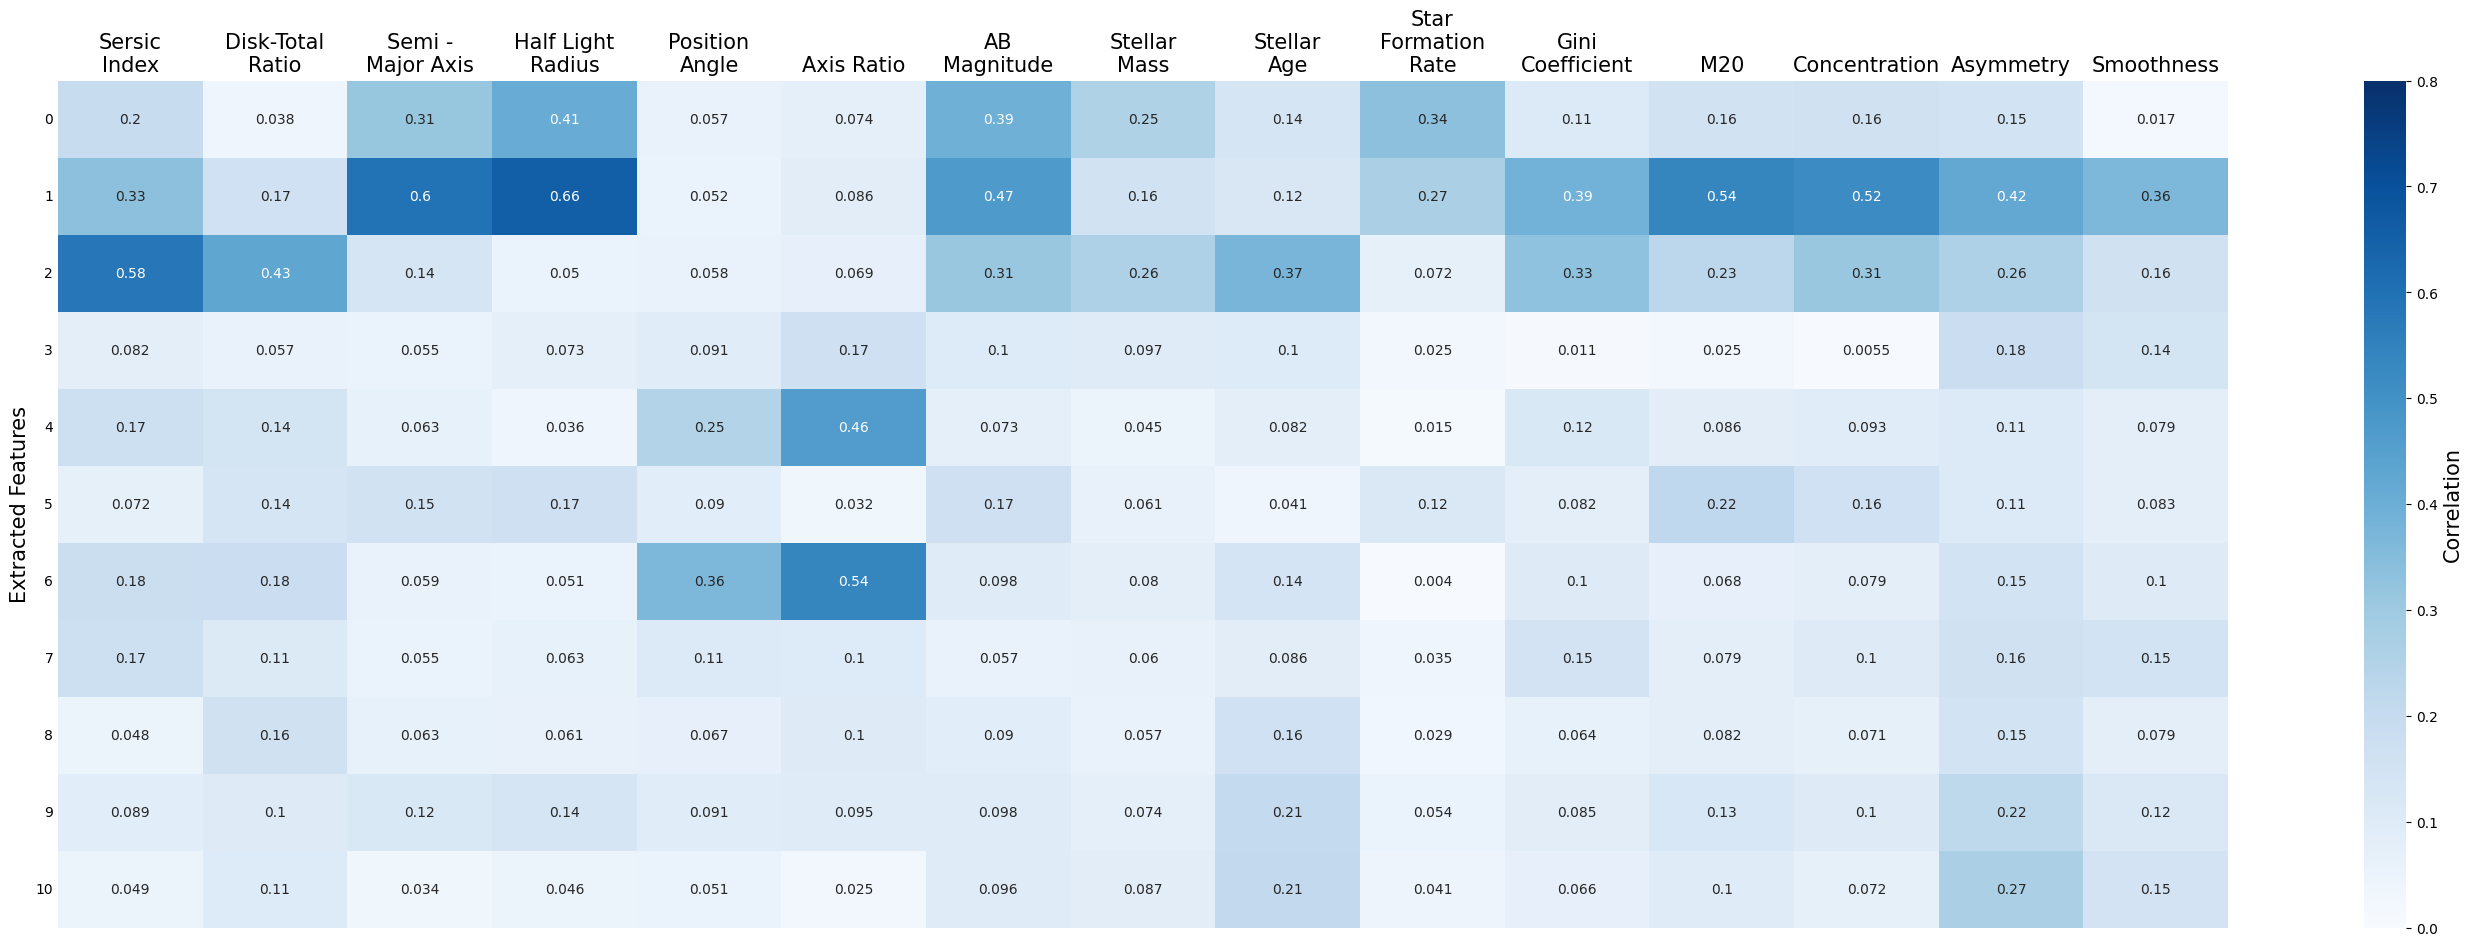 Star
Sersic Disk-Total Semi - Half Light Position AB Stellar Stellar Formation Gini
Index Ratio Major Axis Radius Angle Axis Ratio Magnitude Mass Age Rate Coefficient M20 Concentration Asymmetry Smoothness
0 0.2 0.038 0.31 0.41 0.057 0.074 0.39 0.25 0.14 0.34 0.11 0.16 0.16 0.15 0.017
1 0.33 0.17 0.6 0.66 0.052 0.086 0.47 0.16 0.12 0.27 0.39 0.54 0.52 0.42 0.36
2 0.58 0.43 0.14 0.05 0.058 0.069 0.31 0.26 0.37 0.072 0.33 0.23 0.31 0.26 0.16
3 0.082 0.057 0.055 0.073 0.091 0.17 0.1 0.097 0.1 0.025 0.011 0.025 0.0055 0.18 0.14
4 0.17 0.14 0.063 0.036 0.25 0.46 0.073 0.045 0.082 0.015 0.12 0.086 0.093 0.11 0.079
5 0.072 0.14 0.15 0.17 0.09 0.032 0.17 0.061 0.041 0.12 0.082 0.22 0.16 0.11 0.083
6 0.18 0.18 0.059 0.051 0.36 0.54 0.098 0.08 0.14 0.004 0.1 0.068 0.079 0.15 0.1
7 0.17 0.11 0.055 0.063 0.11 0.1 0.057 0.06 0.086 0.035 0.15 0.079 0.1 0.16 0.15
8 0.048 0.16 0.063 0.061 0.067 0.1 0.09 0.057 0.16 0.029 0.064 0.082 0.071 0.15 0.079
9 0.089 0.1 0.12 0.14 0.091 0.095 0.098 0.074 0.21 0.054 0.085 0.13 0.1 0.22 0.12
10 0.049 0.11 0.034 0.046 0.051 0.025 0.096 0.087 0.21 0.041 0.066 0.1 0.072 0.27 0.15
Extracted Features
0.8
0.7
0.6
0.5
0.4
0.3
0.2
0.1
0.0
Correlation